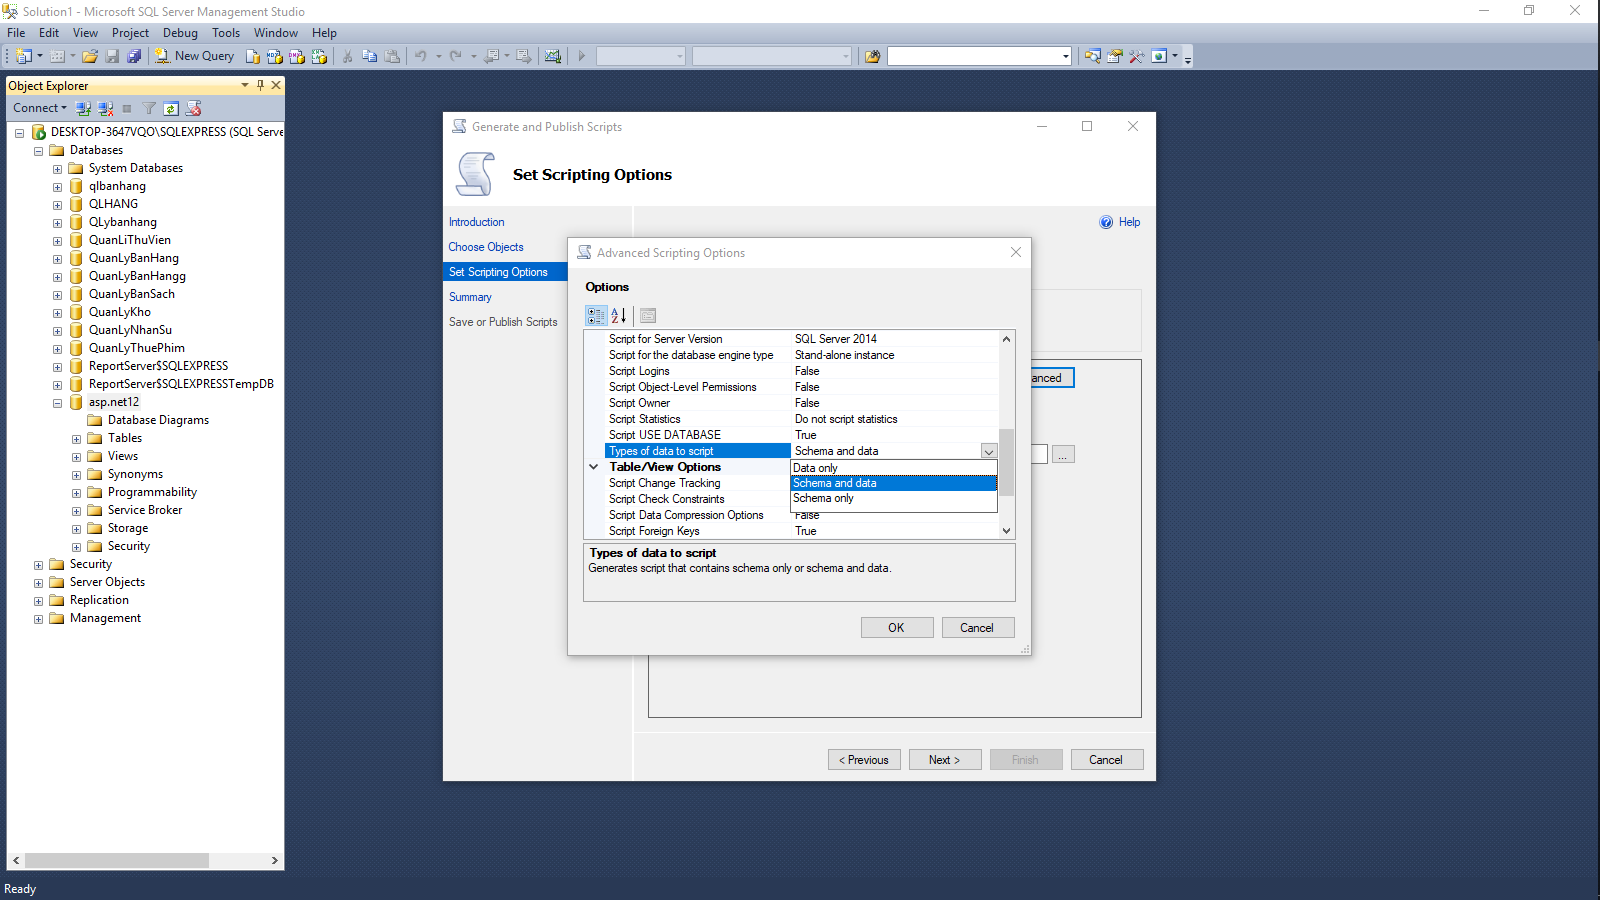 Solution1 - Microsoft SQL Server Management Studio
File Edit View Project Debug Tools Window Help
New Query
Object Explorer
Connect
DESKTOP-3647VQO\SQLEXPRESS (SQL Serve
Databases
System Databases
qlbanhang
QLHANG
QLybanhang
QuanLiThuVien
QuanLyBanHang
QuanLyBanHangg
QuanLyBanSach
QuanLyKho
QuanLyNhanSu
QuanLyThuePhim
ReportServer$SQLEXPRESS
ReportServer$SQLEXPRESSTempDB
asp.net12
Database Diagrams
Tables
Views
Synonyms
Programmability
Service Broker
Storage
Security
Security
Server Objects
Replication
Management
Ready
Generate and Publish Scripts
Set Scripting Options
Introduction
Choose Objects
Set Scripting Options
Summary
Save or Publish Scripts
Help
anced
...
Advanced Scripting Options
Options
Script for Server Version SQL Server 2014
Script for the database engine type Stand-alone instance
Script Logins False
Script Object-Level Permissions False
Script Owner False
Script Statistics Do not script statistics
Script USE DATABASE True
Types of data to script Schema and data
Table/View Options
Data only
Script Change Tracking
Schema and data
Script Check Constraints
Schema only
Script Data Compression Options False
Script Foreign Keys True
Types of data to script
Generates script that contains schema only or schema and data.
OK Cancel
< Previous Next > Finish Cancel